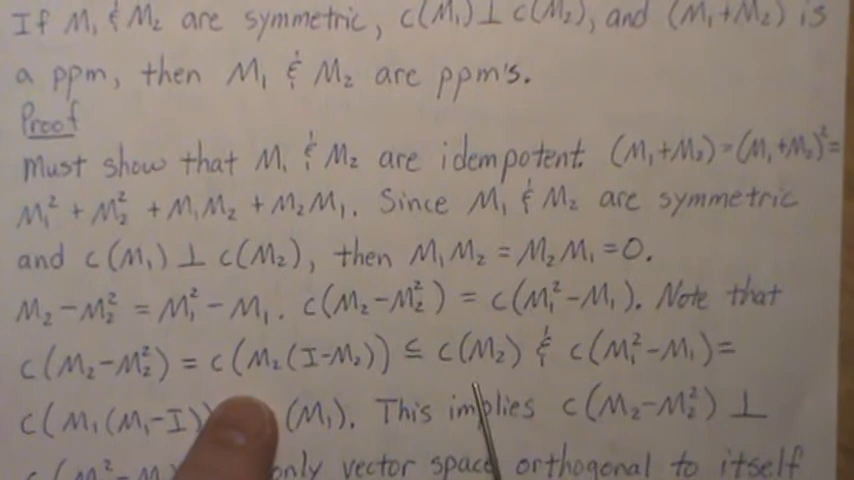 If M₁ & M₂ are symmetric, C(M₁) ⊥ C(M₂), and (M₁+M₂) is
a ppm, then M₁ & M₂ are ppm's.
Proof
Must show that M₁ & M₂ are idempotent. (M₁+M₂) = (M₁+M₂)² =
M₁² + M₂² + M₁M₂ + M₂M₁. Since M₁ & M₂ are symmetric
and C(M₁) ⊥ C(M₂), then M₁M₂ = M₂M₁ = 0.
M₂ - M₂² = M₁² - M₁. C(M₂-M₂²) = C(M₁²-M₁). Note that
C(M₂-M₂²) = C(M₂(I-M₂)) ⊆ C(M₂) & C(M₁²-M₁) =
C(M₁(M₁-I)) (M₁). This implies C(M₂-M₂²) ⊥
only vector space orthogonal to itself